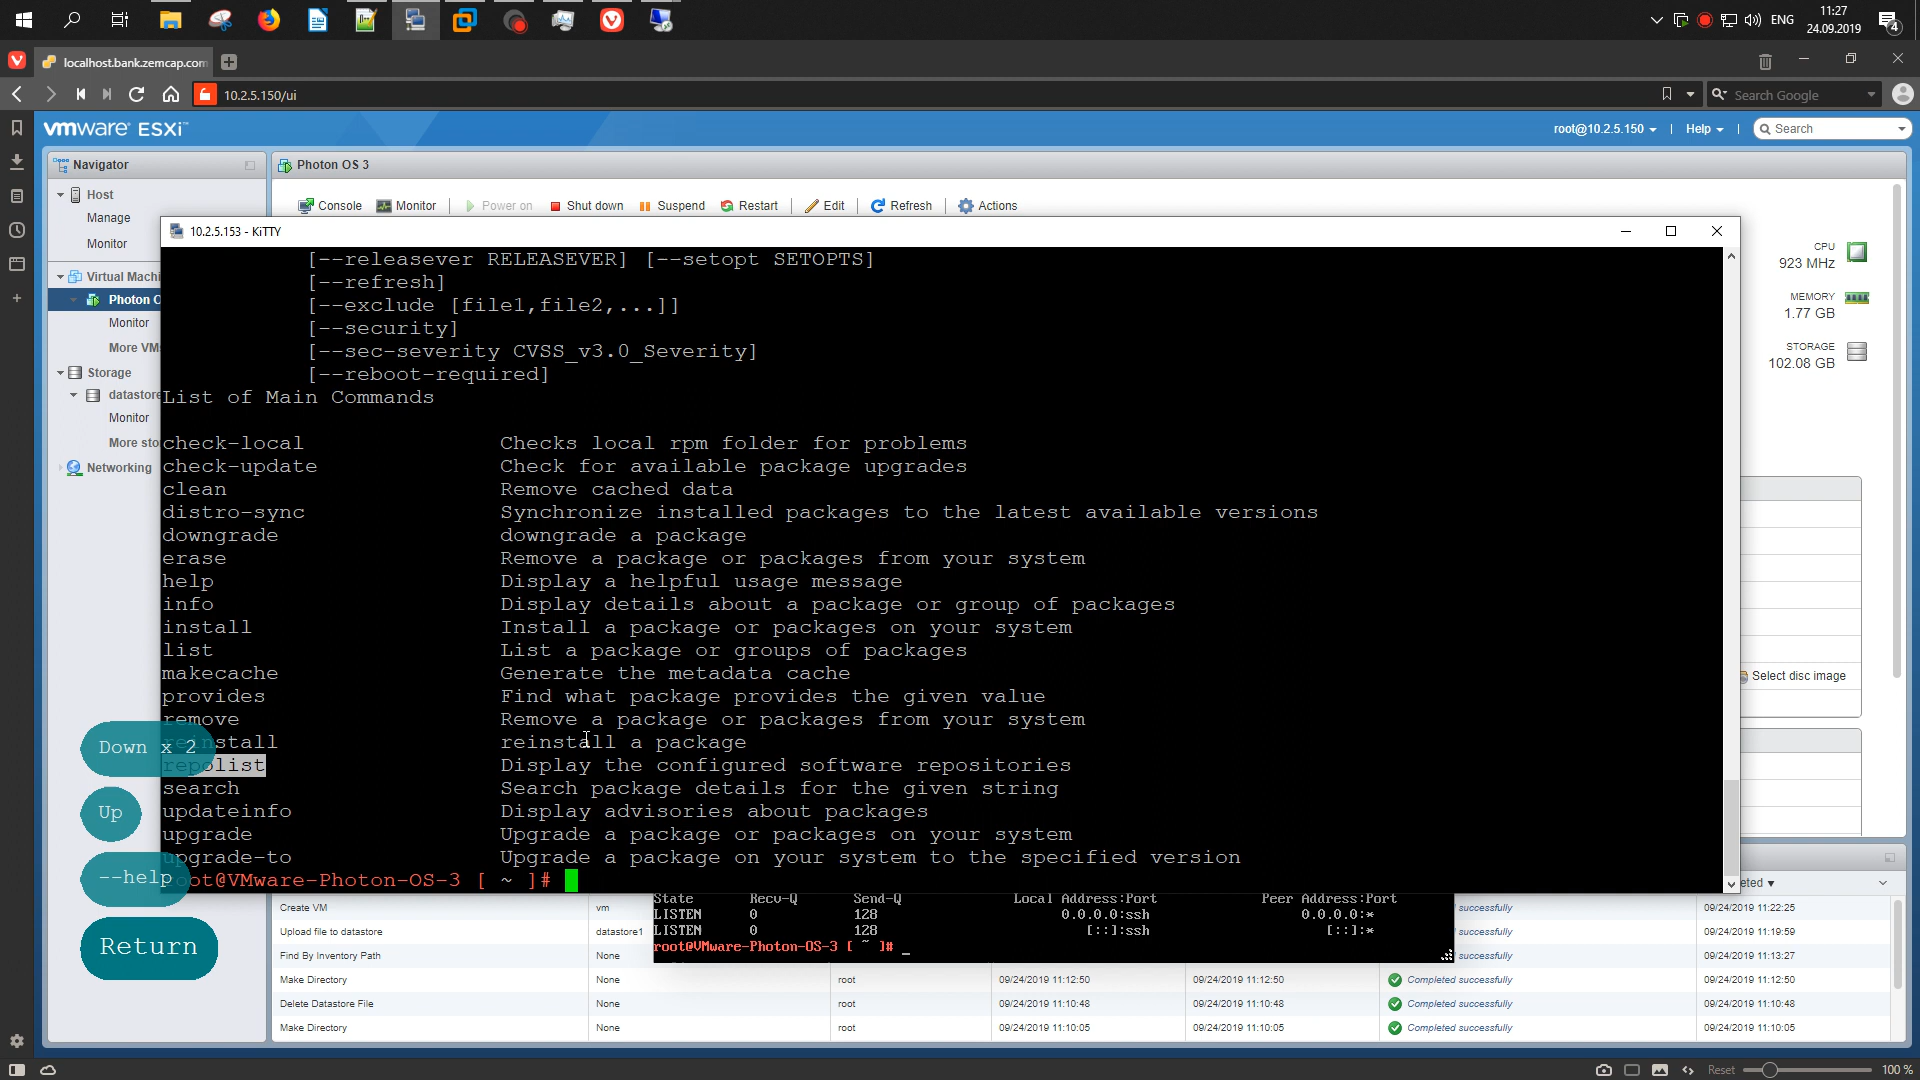 11:27
ENG
24.09.2019
4
localhost.bank.zemcap.com
10.2.5.150/ui
Search Google
vmware ESXi
root@10.2.5.150
Help
Search
Navigator
Photon OS 3
Host
Manage
Monitor
Console
Monitor
Power on
Shut down
Suspend
Restart
Edit
Refresh
Actions
10.2.5.153 - KiTTY
Virtual Machi
Photon O
Monitor
More VM
Storage
datastore
Monitor
More sto
Networking
CPU
923 MHz
MEMORY
1.77 GB
STORAGE
102.08 GB
Select disc image
[--releasever RELEASEVER] [--setopt SETOPTS]
[--refresh]
[--exclude [file1,file2,...]]
[--security]
[--sec-severity CVSS_v3.0_Severity]
[--reboot-required]
List of Main Commands
check-local Checks local rpm folder for problems
check-update Check for available package upgrades
clean Remove cached data
distro-sync Synchronize installed packages to the latest available versions
downgrade downgrade a package
erase Remove a package or packages from your system
help Display a helpful usage message
info Display details about a package or group of packages
install Install a package or packages on your system
list List a package or groups of packages
makecache Generate the metadata cache
provides Find what package provides the given value
remove Remove a package or packages from your system
reinstall reinstall a package
repolist Display the configured software repositories
search Search package details for the given string
updateinfo Display advisories about packages
upgrade Upgrade a package or packages on your system
upgrade-to Upgrade a package on your system to the specified version
root@VMware-Photon-OS-3 [ ~ ]#
Down x 2
Up
--help
Return
State Recv-Q Send-Q Local Address:Port Peer Address:Port
LISTEN 0 128 0.0.0.0:ssh 0.0.0.0:*
LISTEN 0 128 [::]:ssh [::]:*
root@VMware-Photon-OS-3 [ ~ ]# _
eted
Create VM vm successfully 09/24/2019 11:22:25
Upload file to datastore datastore1 successfully 09/24/2019 11:19:59
Find By Inventory Path None successfully 09/24/2019 11:13:27
Make Directory None root 09/24/2019 11:12:50 09/24/2019 11:12:50 Completed successfully 09/24/2019 11:12:50
Delete Datastore File None root 09/24/2019 11:10:48 09/24/2019 11:10:48 Completed successfully 09/24/2019 11:10:48
Make Directory None root 09/24/2019 11:10:05 09/24/2019 11:10:05 Completed successfully 09/24/2019 11:10:05
Reset
100 %